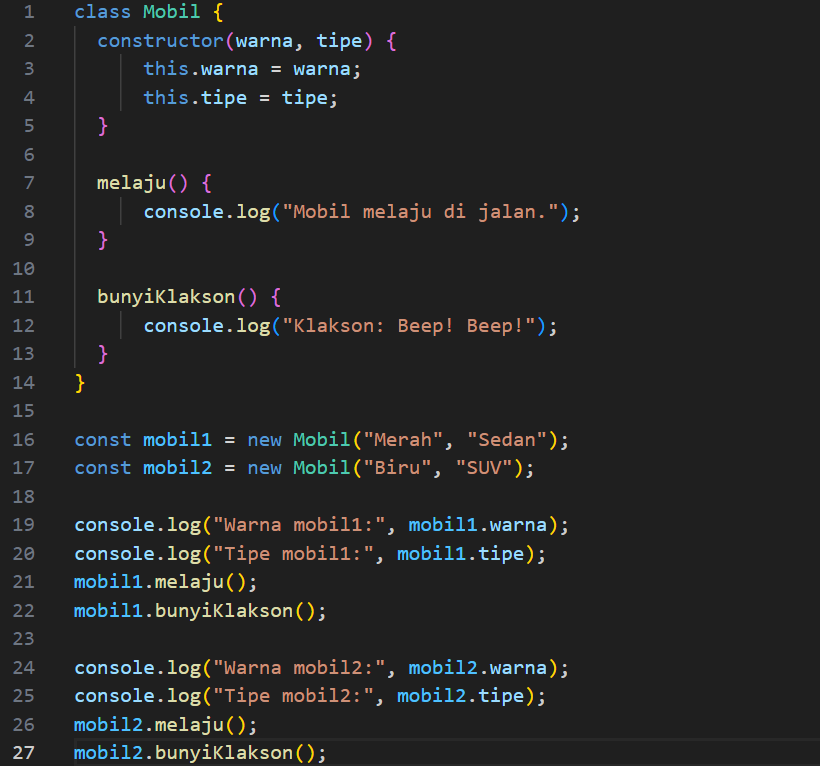 1 class Mobil {
2 constructor(warna, tipe) {
3 this.warna = warna;
4 this.tipe = tipe;
5 }
6
7 melaju() {
8 console.log("Mobil melaju di jalan.");
9 }
10
11 bunyiKlakson() {
12 console.log("Klakson: Beep! Beep!");
13 }
14 }
15
16 const mobil1 = new Mobil("Merah", "Sedan");
17 const mobil2 = new Mobil("Biru", "SUV");
18
19 console.log("Warna mobil1:", mobil1.warna);
20 console.log("Tipe mobil1:", mobil1.tipe);
21 mobil1.melaju();
22 mobil1.bunyiKlakson();
23
24 console.log("Warna mobil2:", mobil2.warna);
25 console.log("Tipe mobil2:", mobil2.tipe);
26 mobil2.melaju();
27 mobil2.bunyiKlakson();